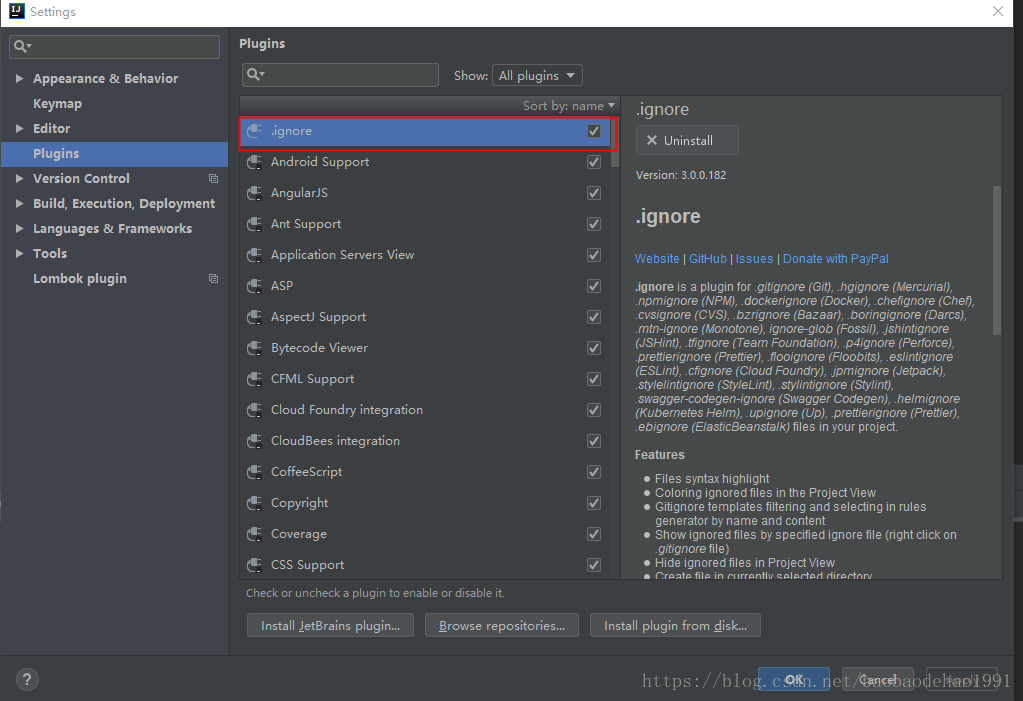 Settings
Appearance & Behavior
Keymap
Editor
Plugins
Version Control
Build, Execution, Deployment
Languages & Frameworks
Tools
Lombok plugin
Plugins
Show: All plugins
Sort by: name
.ignore
Android Support
AngularJS
Ant Support
Application Servers View
ASP
AspectJ Support
Bytecode Viewer
CFML Support
Cloud Foundry integration
CloudBees integration
CoffeeScript
Copyright
Coverage
CSS Support
Check or uncheck a plugin to enable or disable it.
Install JetBrains plugin...
Browse repositories...
Install plugin from disk...
.ignore
Uninstall
Version: 3.0.0.182
.ignore
Website | GitHub | Issues | Donate with PayPal
.ignore is a plugin for .gitignore (Git), .hgignore (Mercurial),
.npmignore (NPM), .dockerignore (Docker), .chefignore (Chef),
.cvsignore (CVS), .bzrignore (Bazaar), .boringignore (Darcs),
.mtn-ignore (Monotone), ignore-glob (Fossil), .jshintignore
(JSHint), .tfignore (Team Foundation), .p4ignore (Perforce),
.prettierignore (Prettier), .flooignore (Floobits), .eslintignore
(ESLint), .cfignore (Cloud Foundry), .jpmignore (Jetpack),
.stylelintignore (StyleLint), .stylintignore (Stylint),
.swagger-codegen-ignore (Swagger Codegen), .helmignore
(Kubernetes Helm), .upignore (Up), .prettierignore (Prettier),
.ebignore (ElasticBeanstalk) files in your project.
Features
Files syntax highlight
Coloring ignored files in the Project View
Gitignore templates filtering and selecting in rules
generator by name and content
Show ignored files by specified ignore file (right click on
.gitignore file)
Hide ignored files in Project View
Create file in currently selected directory
?
OK
Cancel
Apply